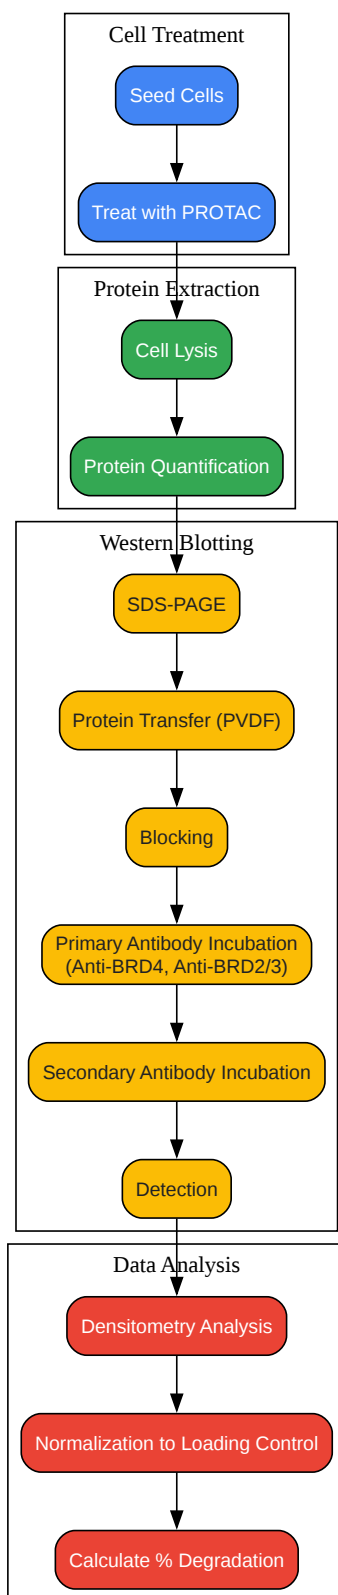 Cell Treatment
Seed Cells
Treat with PROTAC
Protein Extraction
Cell Lysis
Protein Quantification
Western Blotting
SDS-PAGE
Protein Transfer (PVDF)
Blocking
Primary Antibody Incubation
(Anti-BRD4, Anti-BRD2/3)
Secondary Antibody Incubation
Detection
Data Analysis
Densitometry Analysis
Normalization to Loading Control
Calculate % Degradation